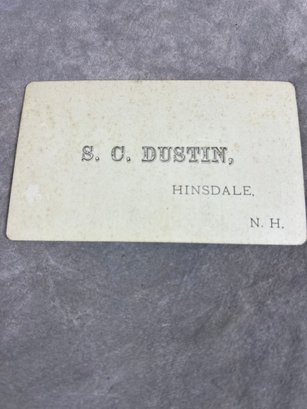 S. C. DUSTIN,
HINSDALE,
N. H.